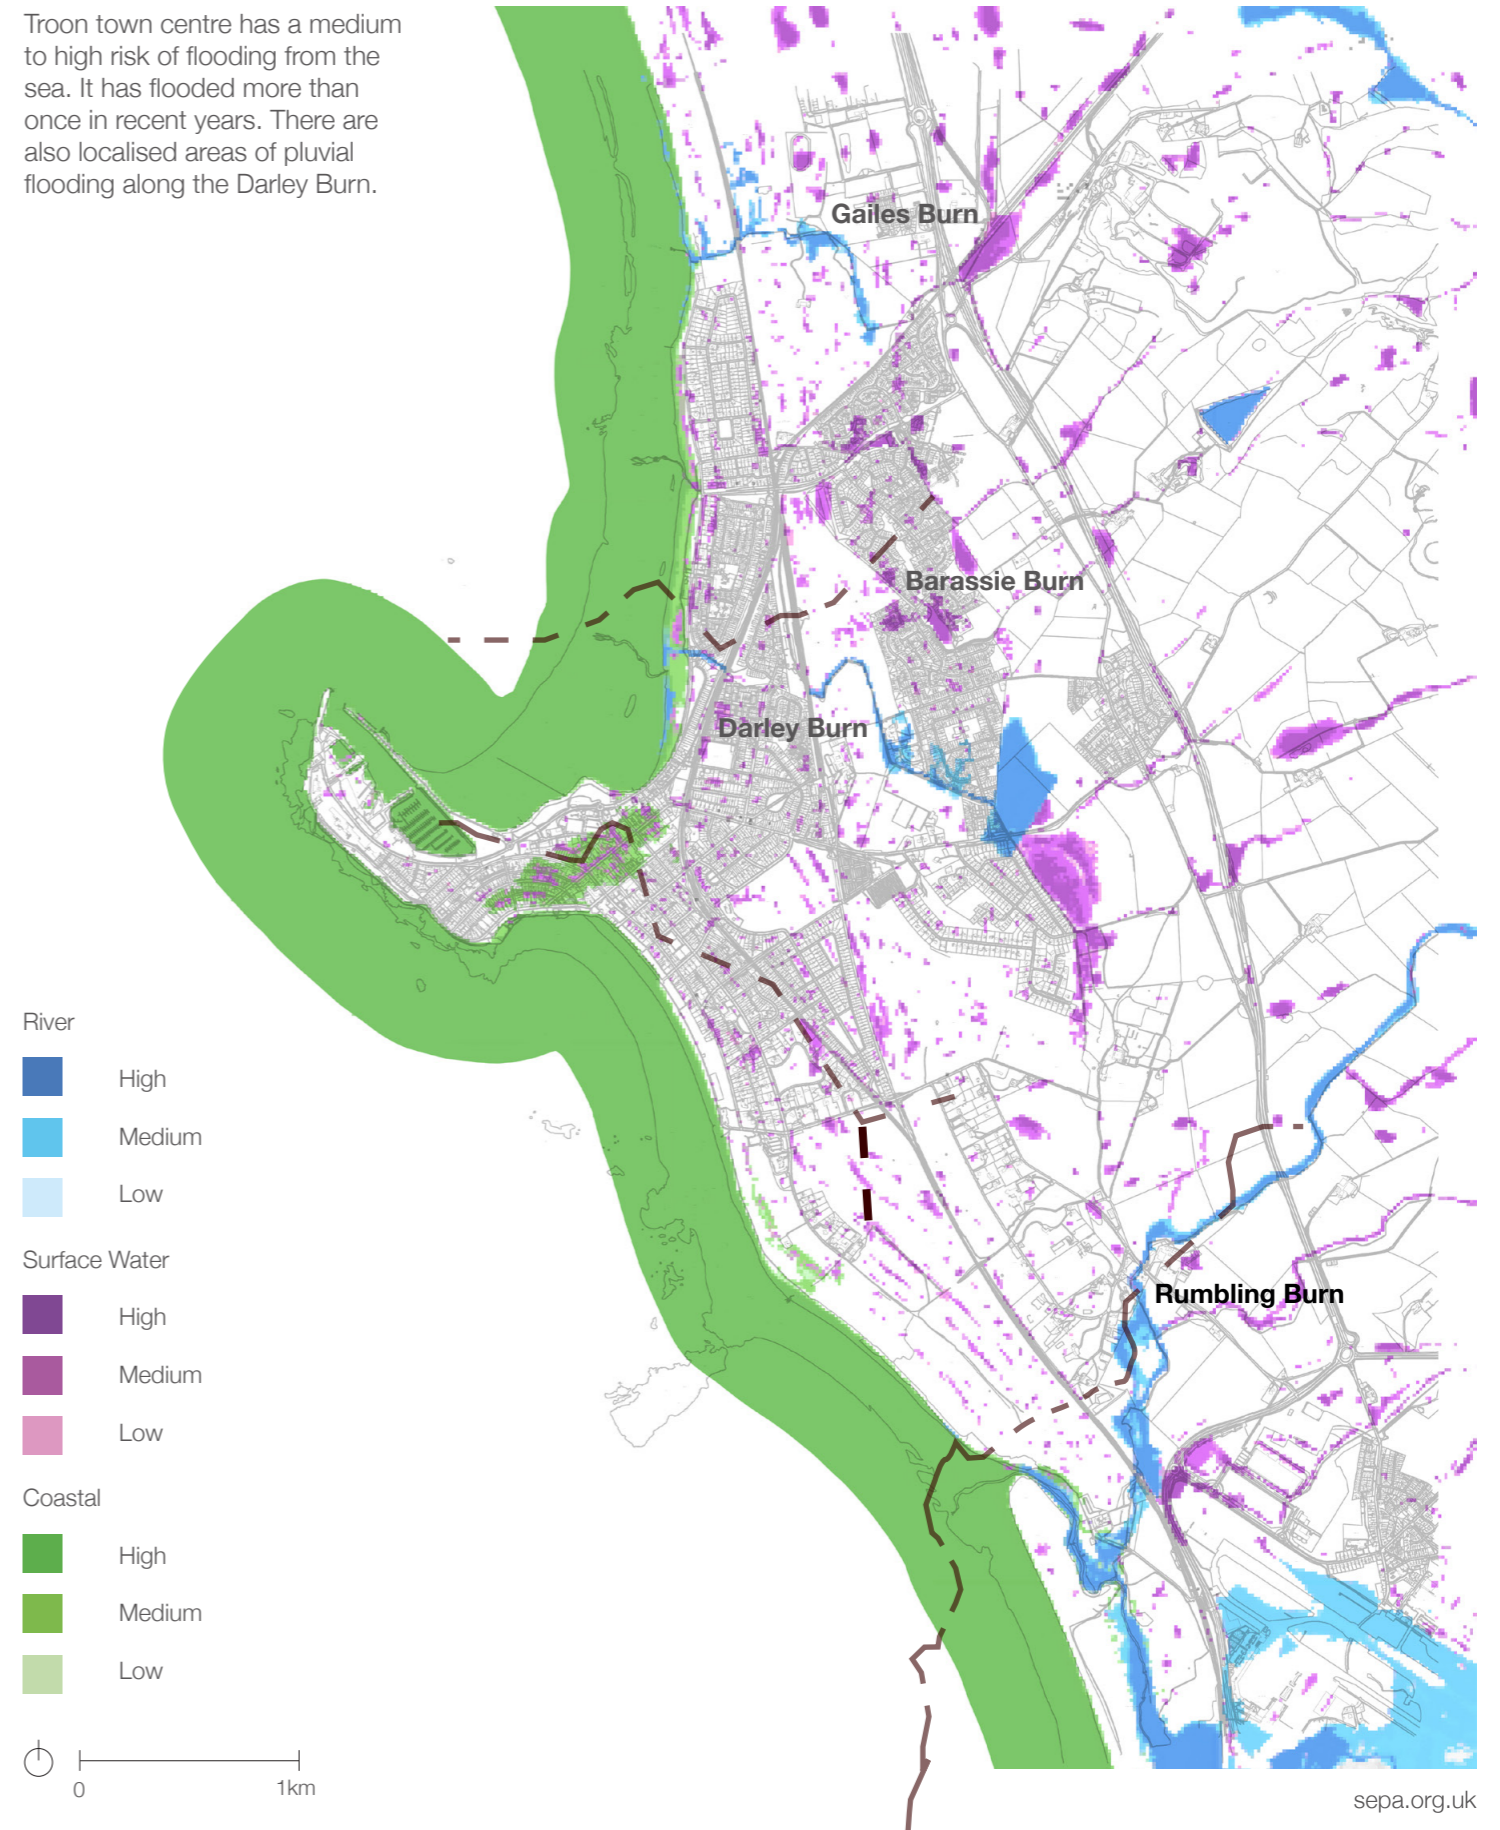 Troon town centre has a medium
to high risk of flooding from the
sea. It has flooded more than
once in recent years. There are
also localised areas of pluvial
flooding along the Darley Burn.
Gailes Burn
Barassie Burn
Darley Burn
Rumbling Burn
River
High
Medium
Low
Surface Water
High
Medium
Low
Coastal
High
Medium
Low
0
1km
sepa.org.uk